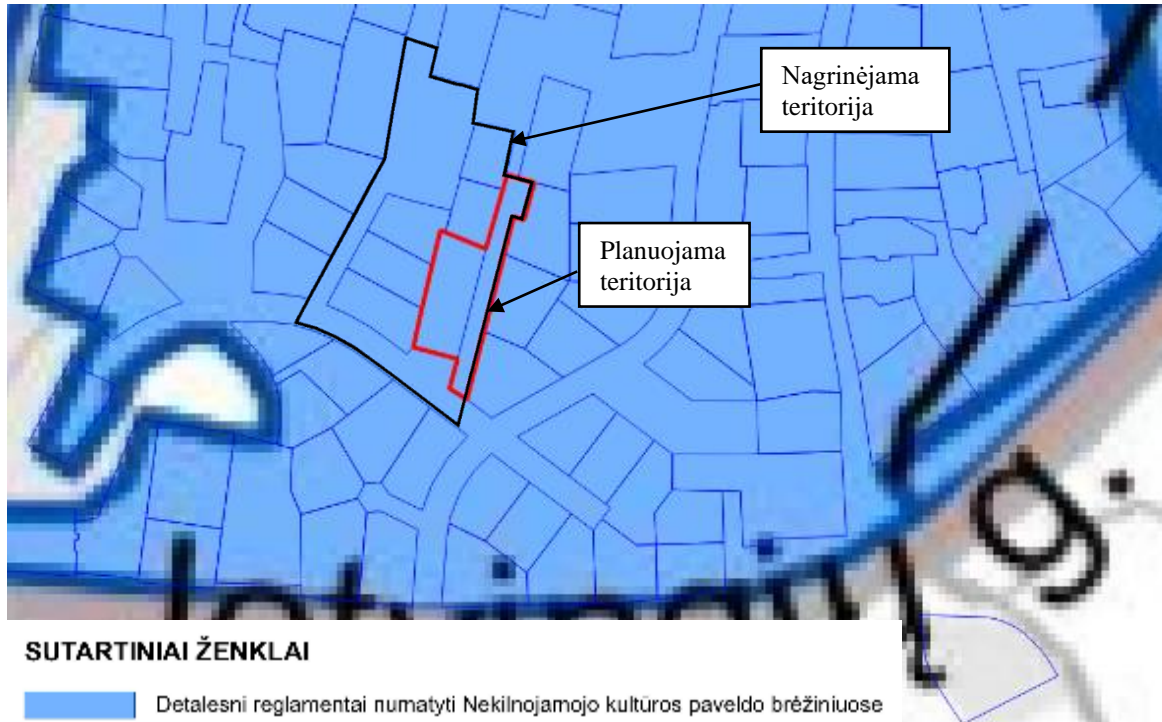 Nagrinėjama
teritorija
Planuojama
teritorija
g.
SUTARTINIAI ŽENKLAI
Detalesni reglamentai numatyti Nekilnojamojo kultūros paveldo brėžiniuose